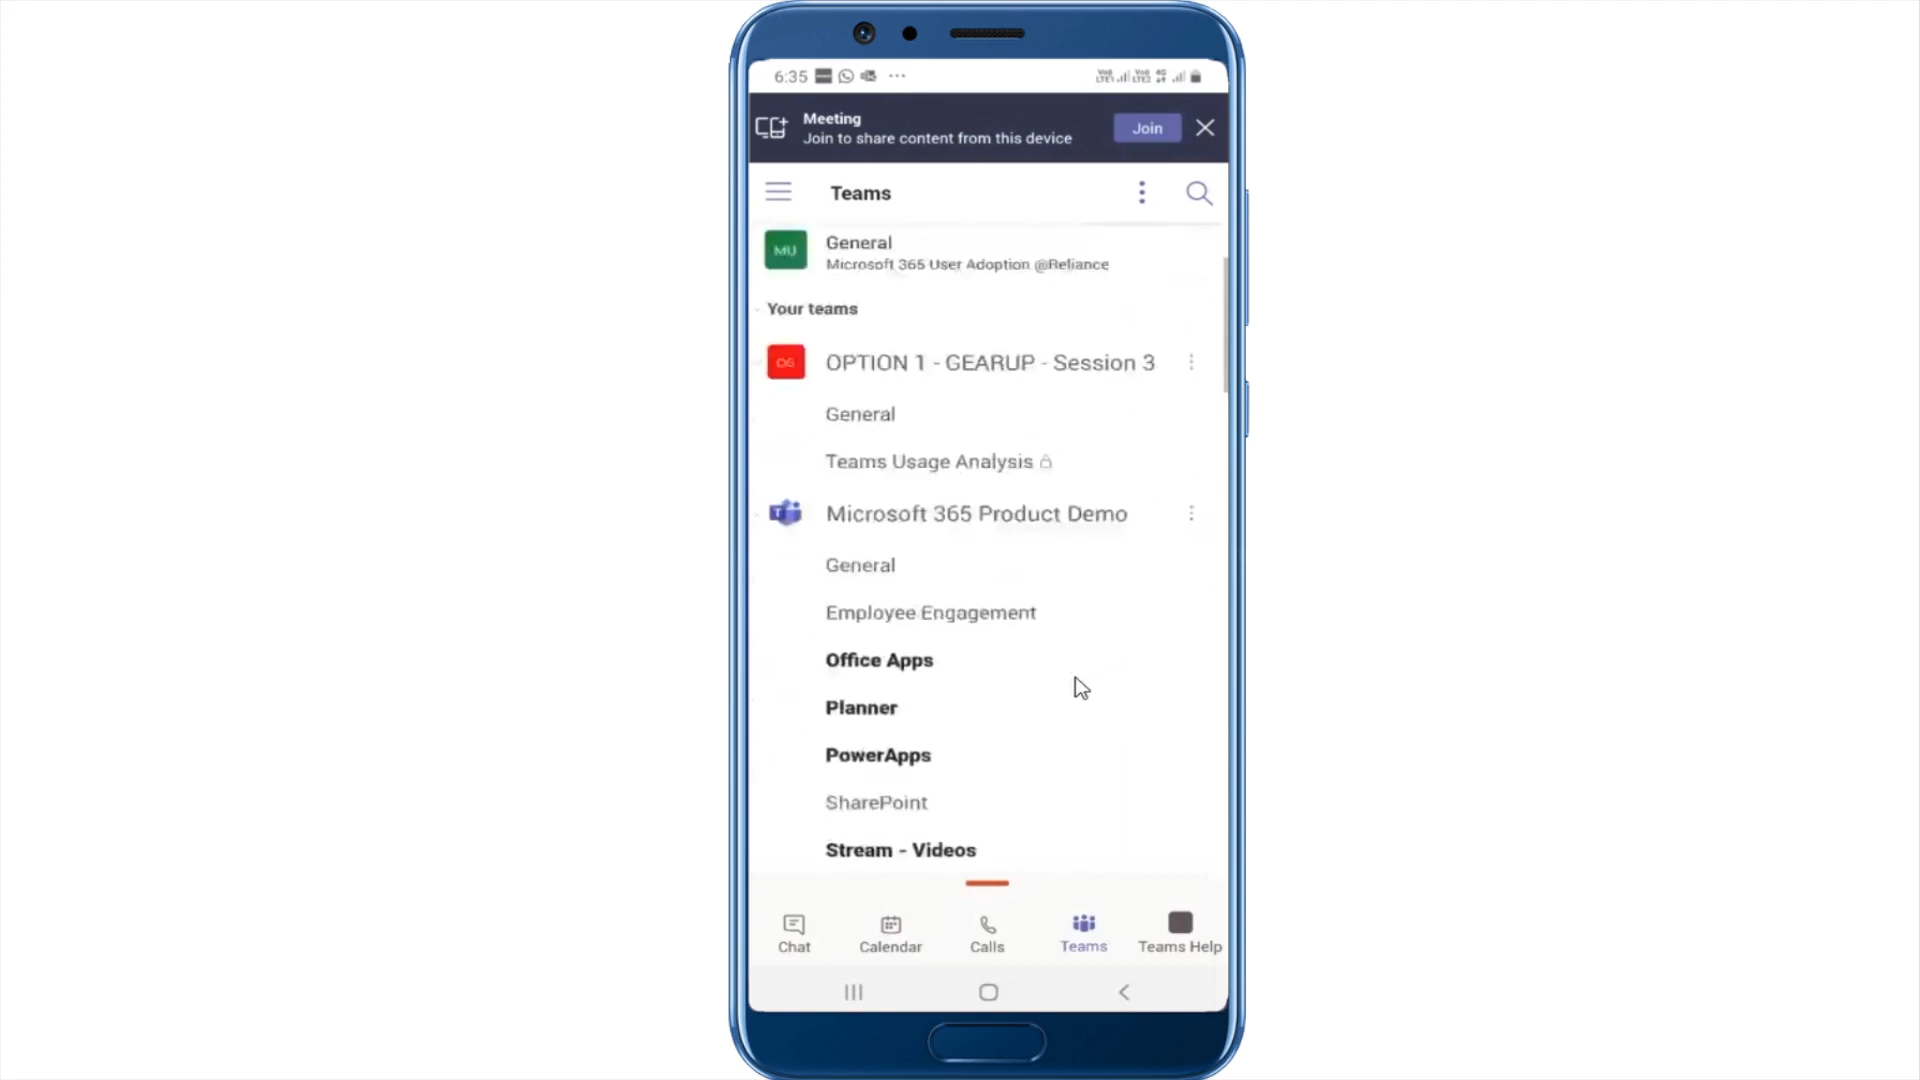 6:35
Meeting
Join to share content from this device
Join
Teams
MU
General
Microsoft 365 User Adoption @Reliance
Your teams
OG
OPTION 1 - GEARUP - Session 3
General
Teams Usage Analysis
Microsoft 365 Product Demo
General
Employee Engagement
Office Apps
Planner
PowerApps
SharePoint
Stream - Videos
Chat
Calendar
Calls
Teams
Teams Help